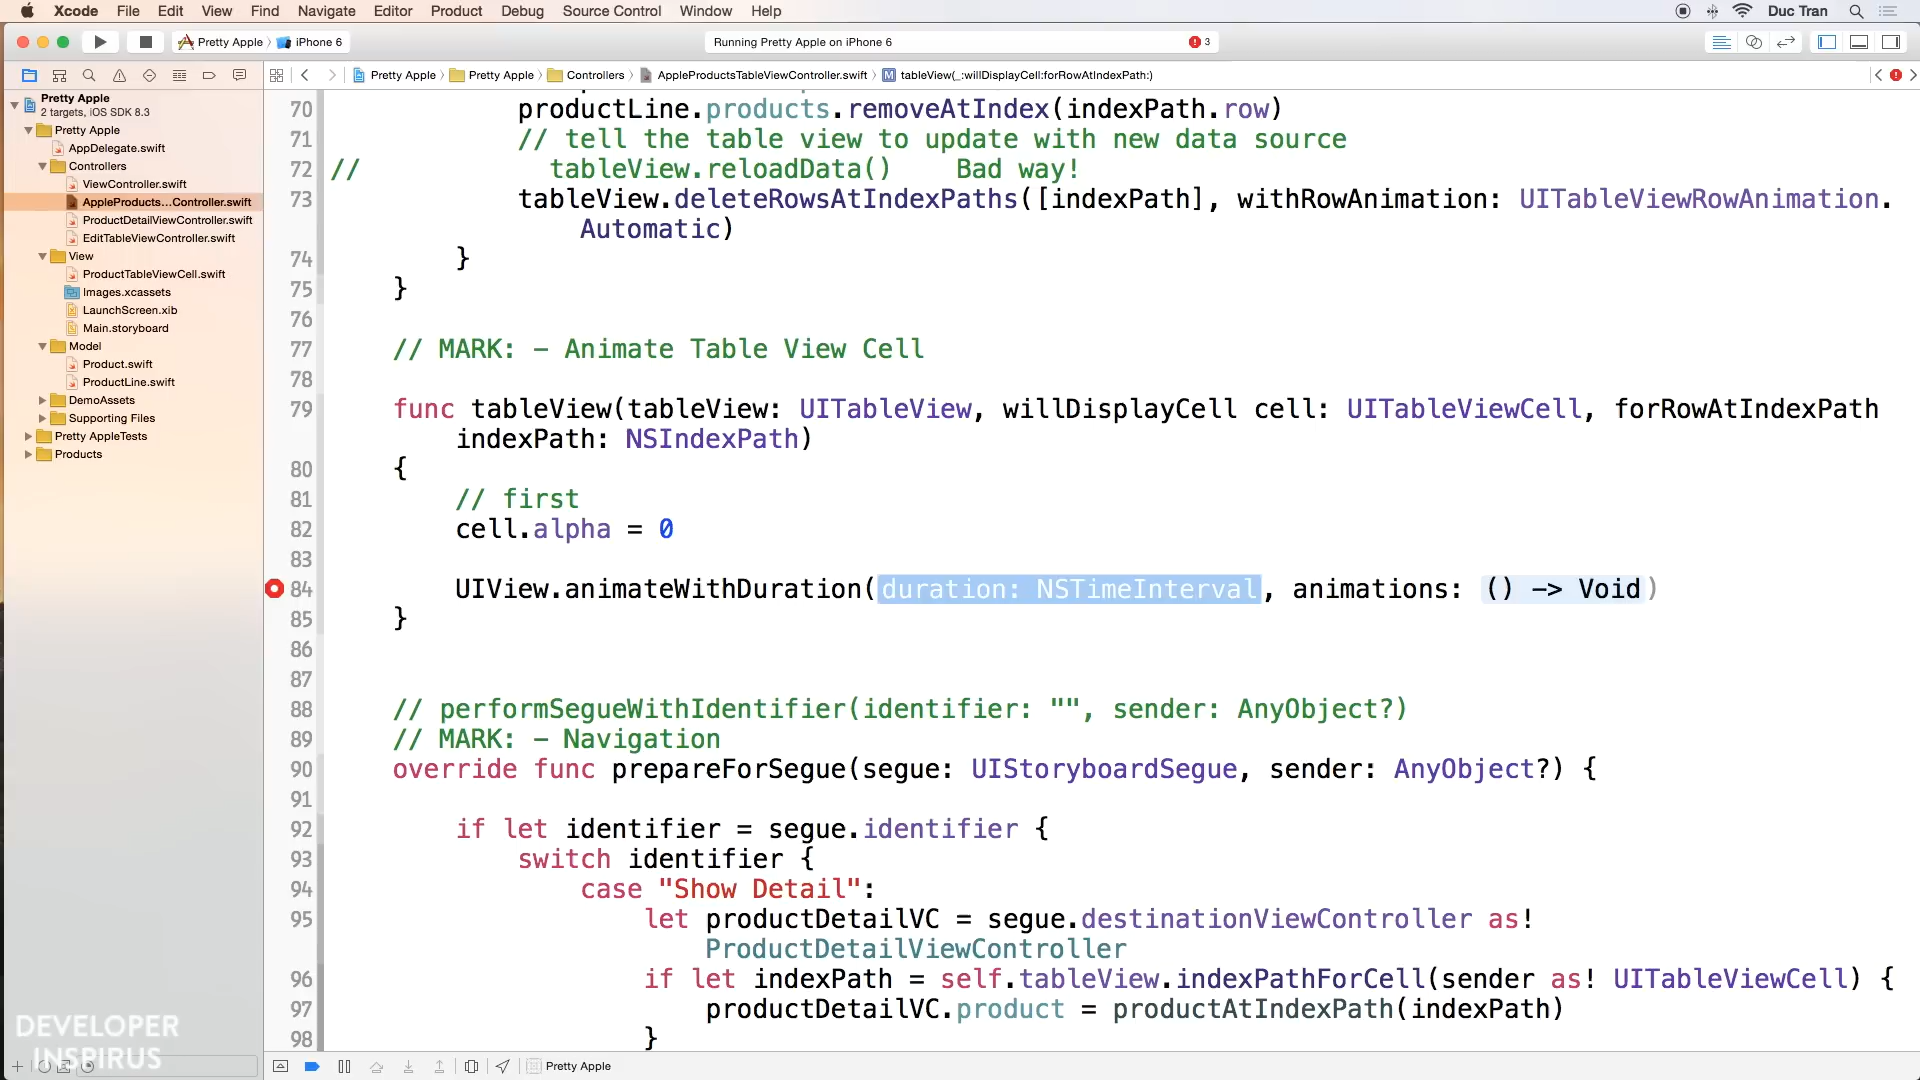 Xcode File Edit View Find Navigate Editor Product Debug Source Control Window Help Duc Tran
Pretty Apple iPhone 6 Running Pretty Apple on iPhone 6 3
Pretty Apple Pretty Apple Controllers AppleProductsTableViewController.swift M tableView(_:willDisplayCell:forRowAtIndexPath:)
Pretty Apple
2 targets, iOS SDK 8.3
Pretty Apple
AppDelegate.swift
Controllers
ViewController.swift
AppleProducts...Controller.swift
ProductDetailViewController.swift
EditTableViewController.swift
View
ProductTableViewCell.swift
Images.xcassets
LaunchScreen.xib
Main.storyboard
Model
Product.swift
ProductLine.swift
DemoAssets
Supporting Files
Pretty AppleTests
Products
70 productLine.products.removeAtIndex(indexPath.row)
71 // tell the table view to update with new data source
72 // tableView.reloadData() Bad way!
73 tableView.deleteRowsAtIndexPaths([indexPath], withRowAnimation: UITableViewRowAnimation.
Automatic)
74 }
75 }
76
77 // MARK: - Animate Table View Cell
78
79 func tableView(tableView: UITableView, willDisplayCell cell: UITableViewCell, forRowAtIndexPath
indexPath: NSIndexPath)
80 {
81 // first
82 cell.alpha = 0
83
84 UIView.animateWithDuration(duration: NSTimeInterval, animations: () -> Void)
85 }
86
87
88 // performSegueWithIdentifier(identifier: "", sender: AnyObject?)
89 // MARK: - Navigation
90 override func prepareForSegue(segue: UIStoryboardSegue, sender: AnyObject?) {
91
92 if let identifier = segue.identifier {
93 switch identifier {
94 case "Show Detail":
95 let productDetailVC = segue.destinationViewController as!
ProductDetailViewController
96 if let indexPath = self.tableView.indexPathForCell(sender as! UITableViewCell) {
97 productDetailVC.product = productAtIndexPath(indexPath)
98 }
DEVELOPER
INSPIRUS
Pretty Apple